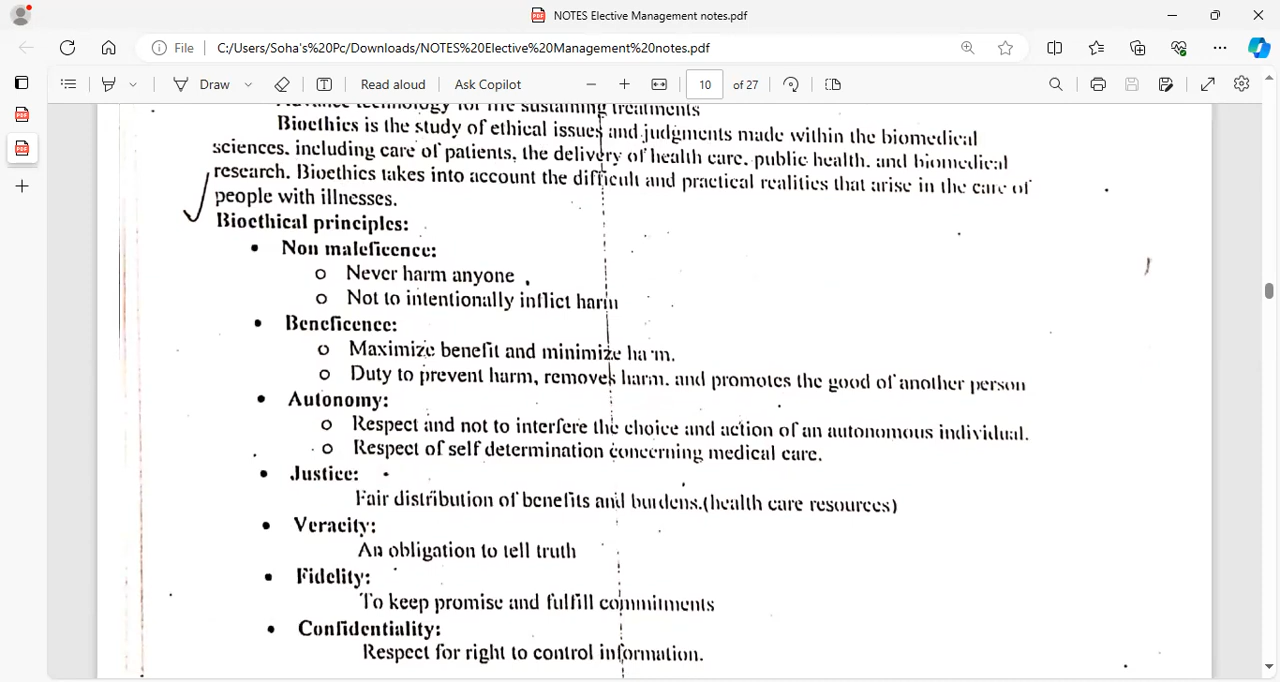 NOTES Elective Management notes.pdf
File C:/Users/Soha's%20Pc/Downloads/NOTES%20Elective%20Management%20notes.pdf
Draw Read aloud Ask Copilot 10 of 27
Advance technology for life sustaining treatments
Bioethics is the study of ethical issues and judgments made within the biomedical
sciences. including care of patients, the delivery of health care. public health. and biomedical
research. Bioethics takes into account the difficult and practical realities that arise in the care of
people with illnesses.
Bioethical principles:
• Non maleficence:
o Never harm anyone .
o Not to intentionally inflict harm
• Beneficence:
o Maximize benefit and minimize harm.
o Duty to prevent harm, removes harm. and promotes the good of another person
• Autonomy:
o Respect and not to interfere the choice and action of an autonomous individual.
o Respect of self determination concerning medical care.
• Justice:
Fair distribution of benefits and burdens.(health care resources)
• Veracity:
An obligation to tell truth
• Fidelity:
To keep promise and fulfill commitments
• Confidentiality:
Respect for right to control information.